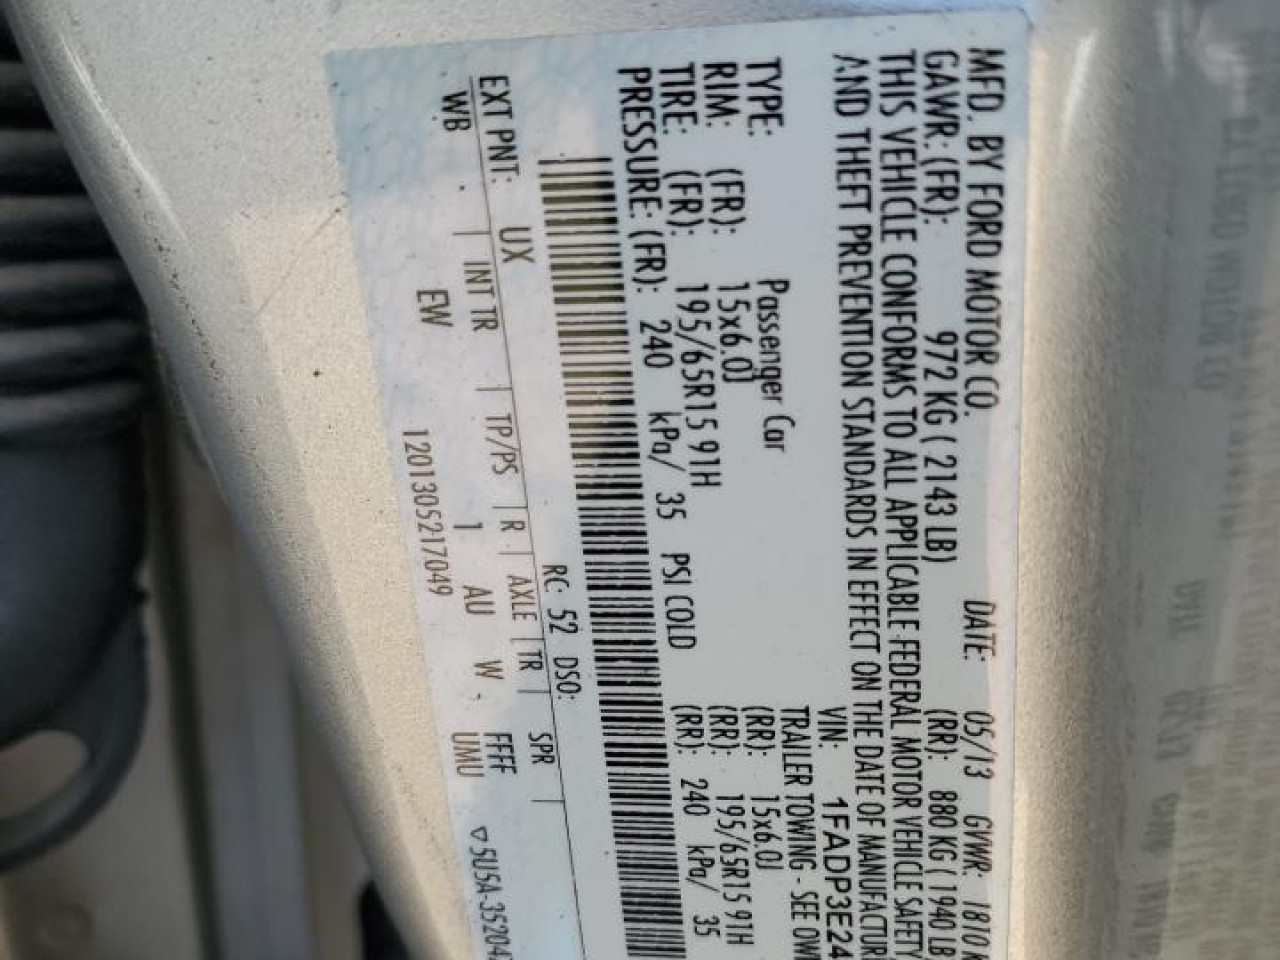 MFD. BY FORD MOTOR CO. DATE: 05/13 GVWR: 1810
GAWR: (FR): 972 KG ( 2143 LB) (RR): 880 KG ( 1940 LB
THIS VEHICLE CONFORMS TO ALL APPLICABLE FEDERAL MOTOR VEHICLE SAFETY
AND THEFT PREVENTION STANDARDS IN EFFECT ON THE DATE OF
VIN: 1FADP3E24
TYPE: Passenger Car TRAILER TOWING - SEE
RIM: (FR): 15x6.0J (RR): 15x6.0J
TIRE: (FR): 195/65R15 91H (RR): 195/65R15 91H
PRESSURE: (FR): 240 kPa/ 35 PSI COLD (RR): 240 kPa/ 35
RC: 52 DSO:
EXT PNT: UX
WB | INT TR | TP/PS | R | AXLE | TR | SPR |
EW 1 AU W FFFF
1201305217049 UMU ▽5U5A-35204